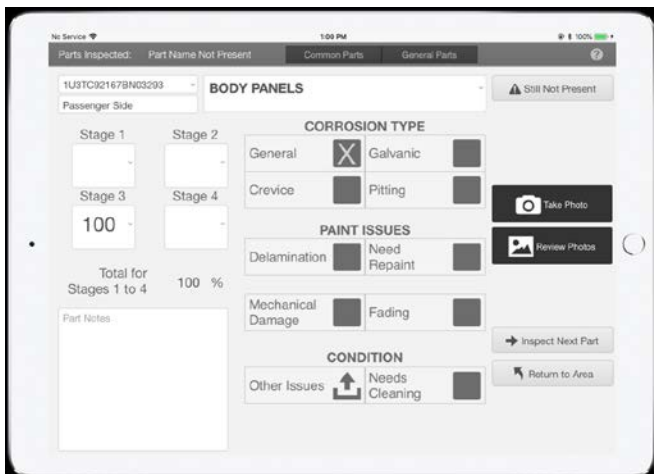 No Service 1:00 PM 100%
Parts Inspected: Part Name Not Present Common Parts General Parts ?
1U3TC92167BN03293 BODY PANELS Still Not Present
Passenger Side
Stage 1 Stage 2
CORROSION TYPE
General X Galvanic
Crevice Pitting
Stage 3 Stage 4
100
Take Photo
PAINT ISSUES
Delamination Need Repaint
Review Photos
Total for
Stages 1 to 4 100 %
Mechanical
Damage Fading
Part Notes
Inspect Next Part
CONDITION
Other Issues Needs
Cleaning
Return to Area